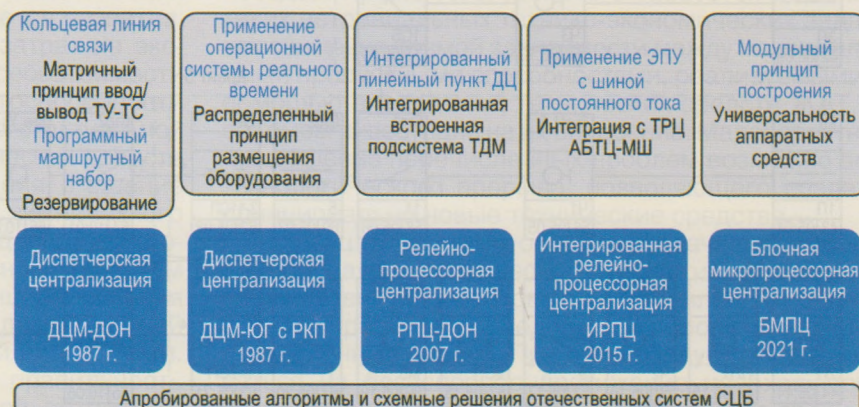 Кольцевая линия
связи
Матричный
принцип ввод/
вывод ТУ-ТС
Программный
маршрутный
набор
Резервирование
Применение
операционной
системы реального
времени
Распределенный
принцип
размещения
оборудования
Интегрированный
линейный пункт ДЦ
Интегрированная
встроенная
подсистема ТДМ
Применение ЭПУ
с шиной
постоянного тока
Интеграция с ТРЦ
АБТЦ-МШ
Модульный
принцип
построения
Универсальность
аппаратных
средств
Диспетчерская
централизация
ДЦМ-ДОН
1987 г.
Диспетчерская
централизация
ДЦМ-ЮГ с РКП
1987 г.
Релейно-
процессорная
централизация
РПЦ-ДОН
2007 г.
Интегрированная
релейно-
процессорная
централизация
ИРПЦ
2015 г.
Блочная
микропроцессорная
централизация
БМПЦ
2021 г.
Апробированные алгоритмы и схемные решения отечественных систем СЦБ